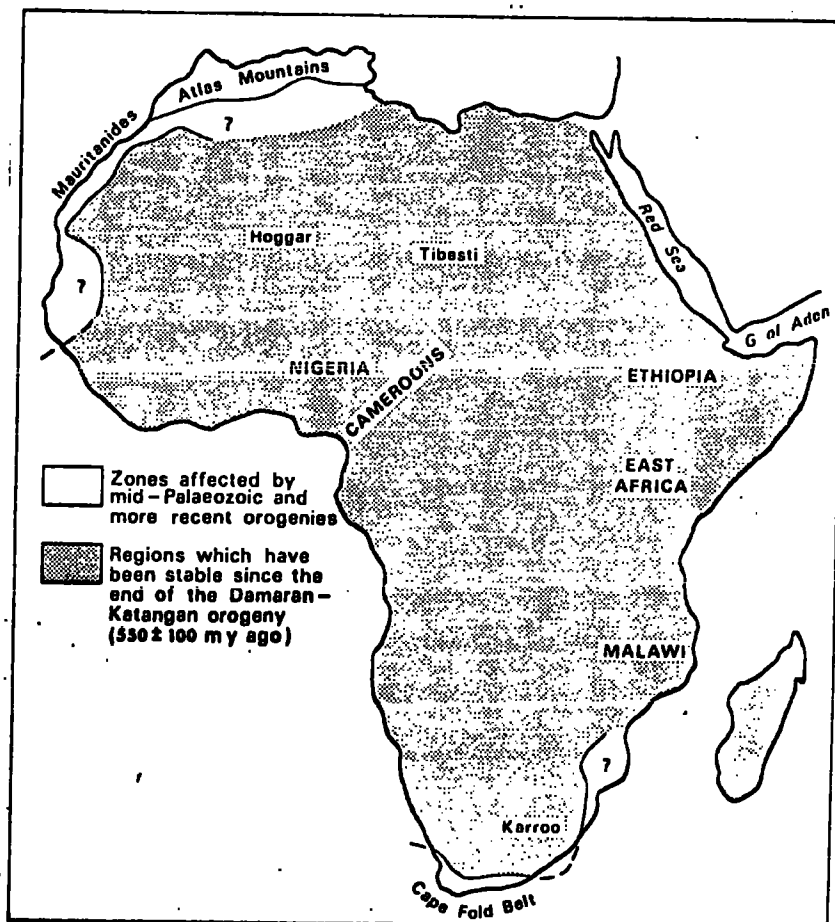 Atlas Mountains
?
Mauritanides
Hoggar
Tibesti
Red Sea
?
G of Aden
NIGERIA
CAMEROONS
ETHIOPIA
EAST
AFRICA
Zones affected by
mid-Palaeozoic and
more recent orogenies
Regions which have
been stable since the
end of the Damaran-
Katangan orogeny
(550± 100 my ago)
MALAWI
?
Karroo
Cape Fold Belt